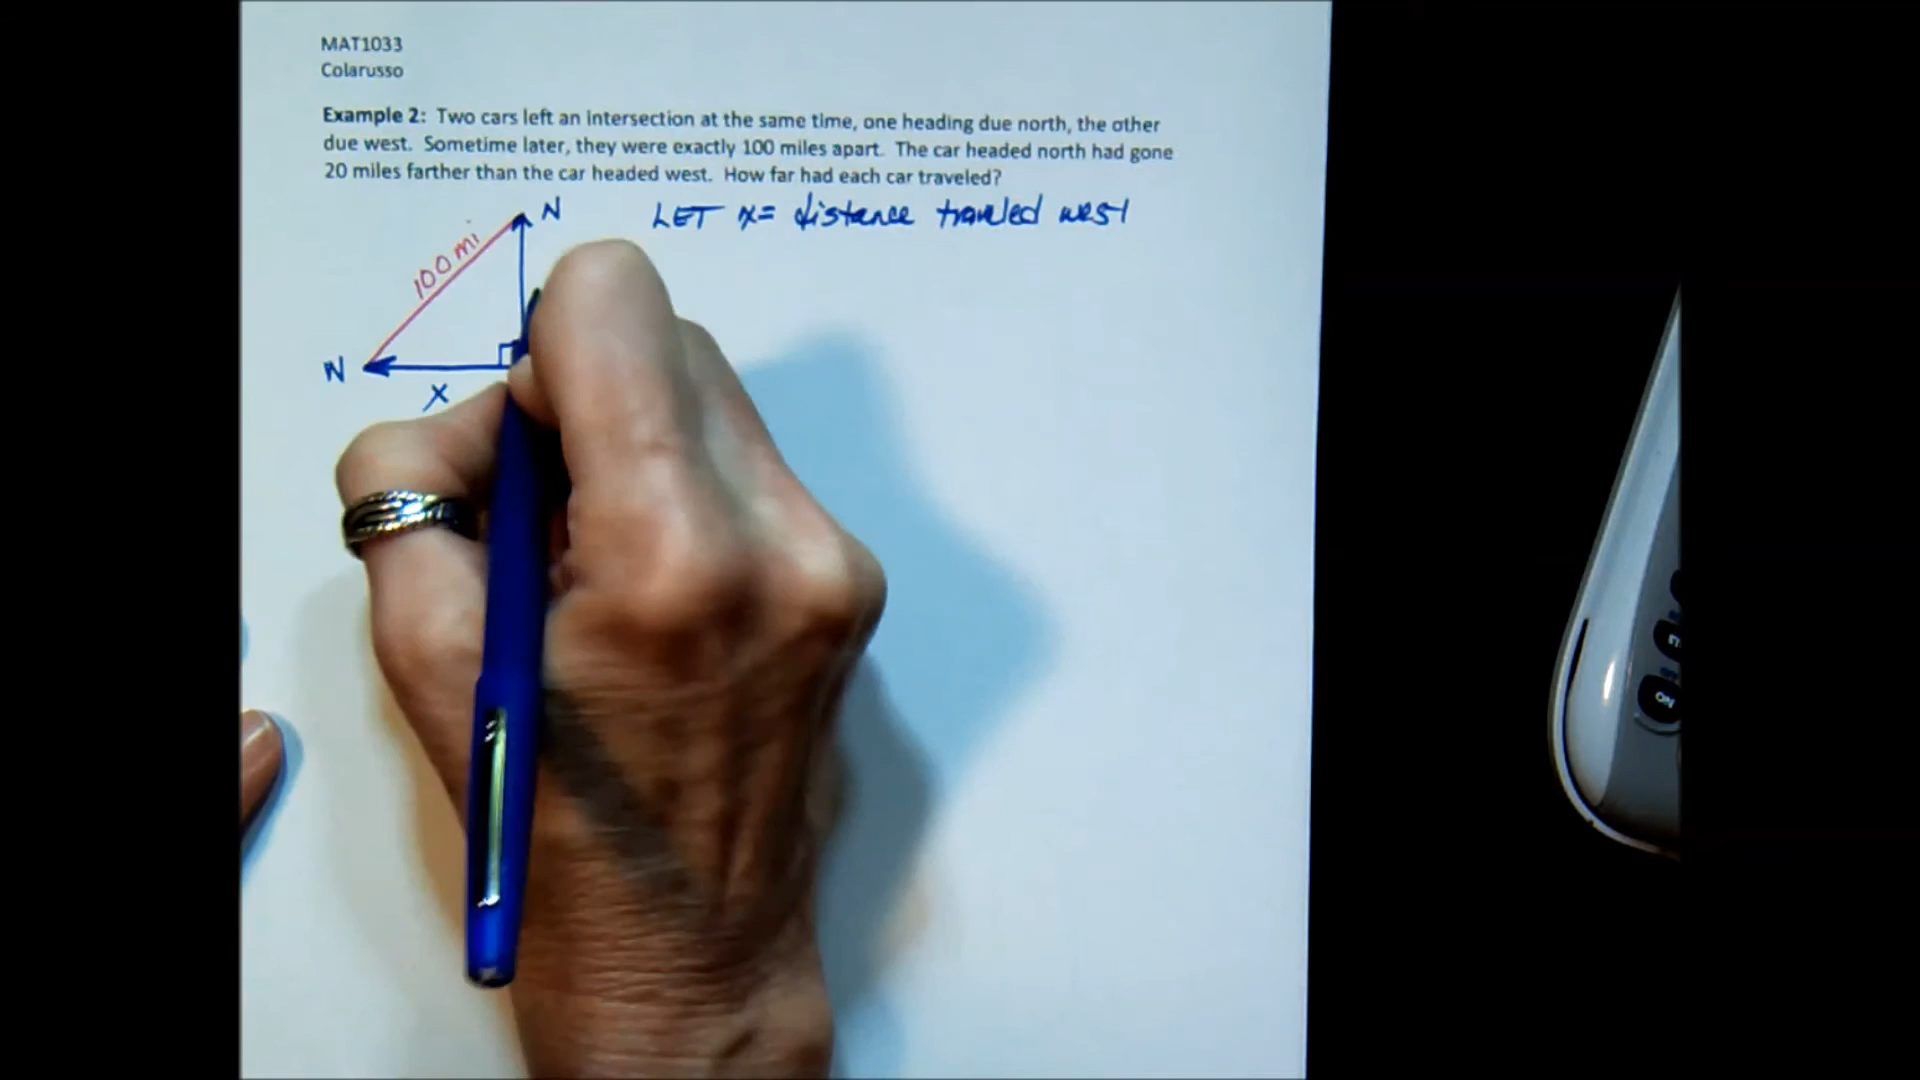 MAT1033
Colarusso
Example 2: Two cars left an intersection at the same time, one heading due north, the other
due west. Sometime later, they were exactly 100 miles apart. The car headed north had gone
20 miles farther than the car headed west. How far had each car traveled?
N
LET x= distance traveled west
100 mi
W
X
ON